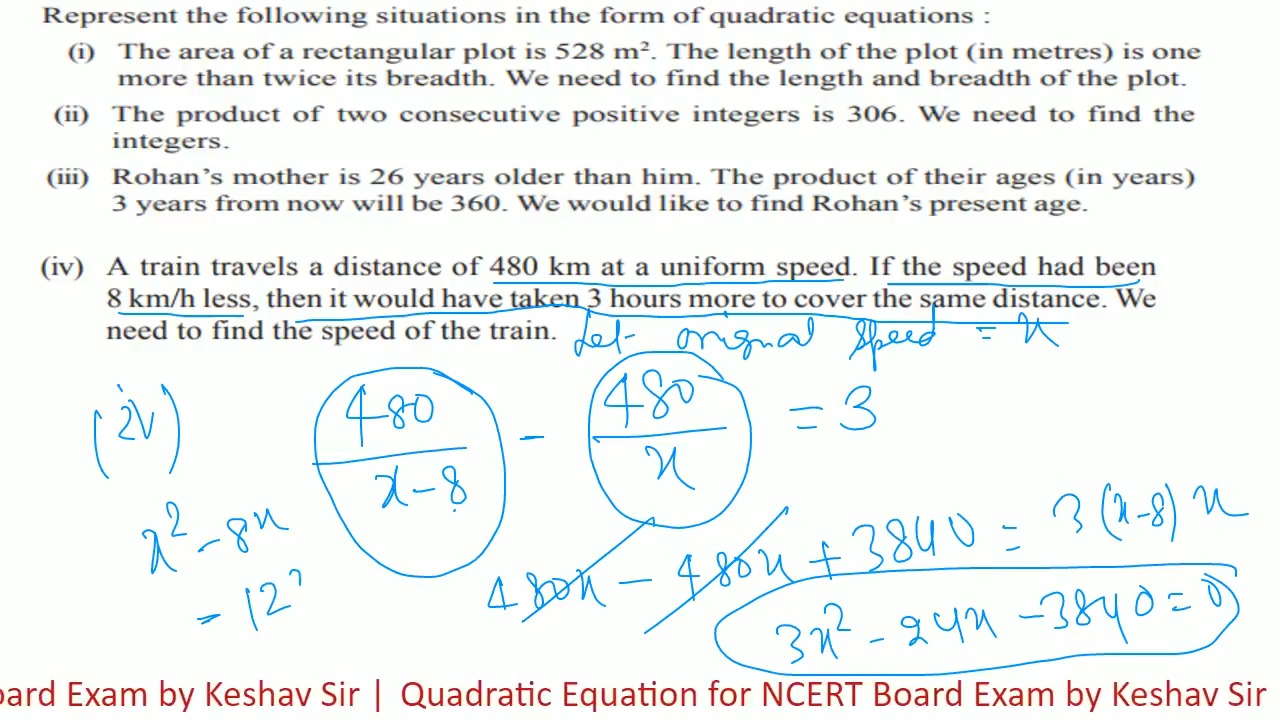 Represent the following situations in the form of quadratic equations :
(i) The area of a rectangular plot is 528 m². The length of the plot (in metres) is one
more than twice its breadth. We need to find the length and breadth of the plot.
(ii) The product of two consecutive positive integers is 306. We need to find the
integers.
(iii) Rohan's mother is 26 years older than him. The product of their ages (in years)
3 years from now will be 360. We would like to find Rohan's present age.
(iv) A train travels a distance of 480 km at a uniform speed. If the speed had been
8 km/h less, then it would have taken 3 hours more to cover the same distance. We
need to find the speed of the train.
Let original speed = x
(iv) 480/x-8 - 480/x = 3
480x - 480x + 3840 = 3(x-8)x
x² - 8x
3x² - 24x - 3840 = 0
- 12
oard Exam by Keshav Sir | Quadratic Equation for NCERT Board Exam by Keshav Sir